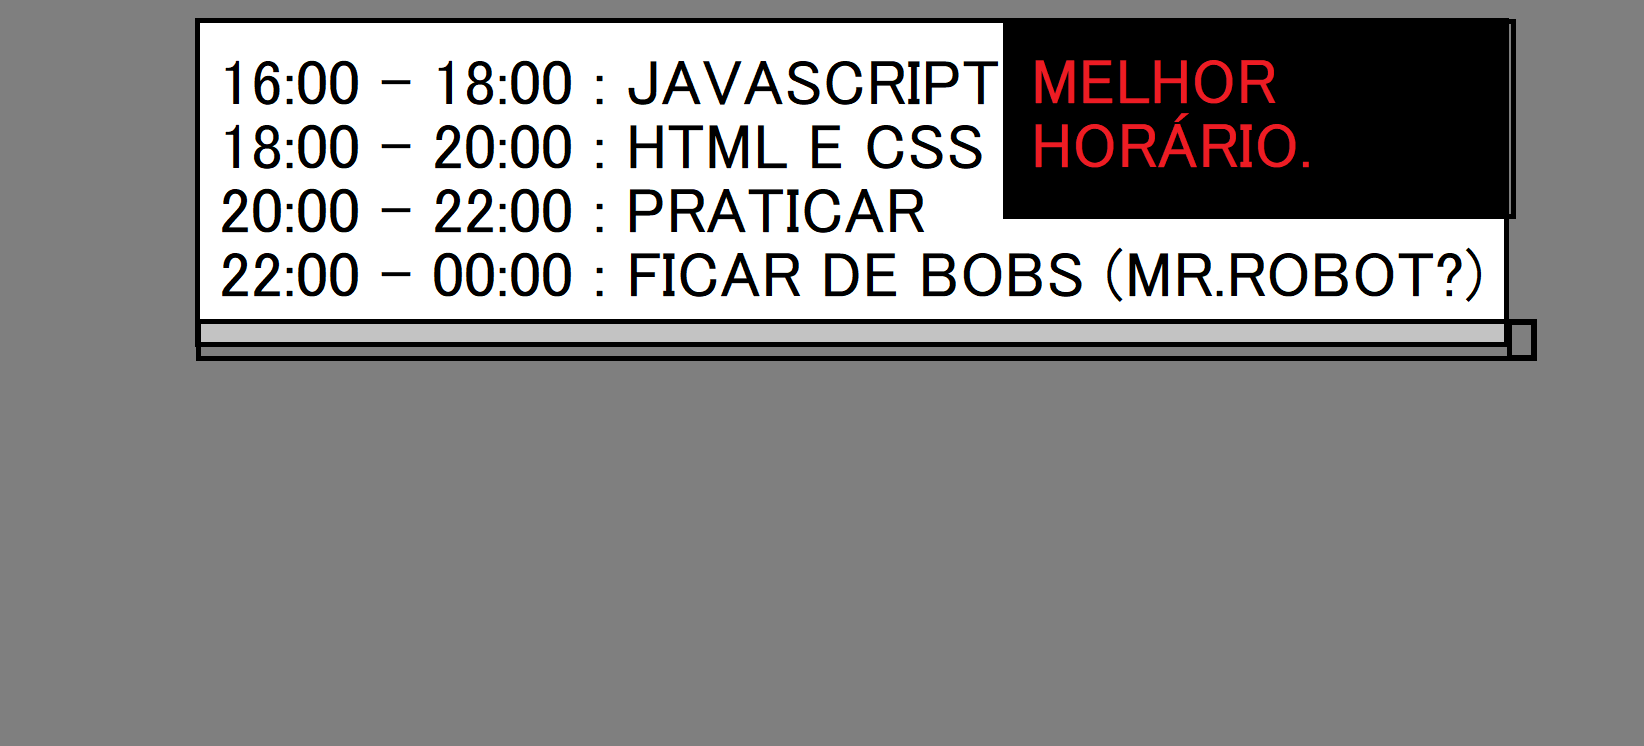 16:00 - 18:00 : JAVASCRIPT
18:00 - 20:00 : HTML E CSS
20:00 - 22:00 : PRATICAR
22:00 - 00:00 : FICAR DE BOBS (MR.ROBOT?)
MELHOR
HORÁRIO.